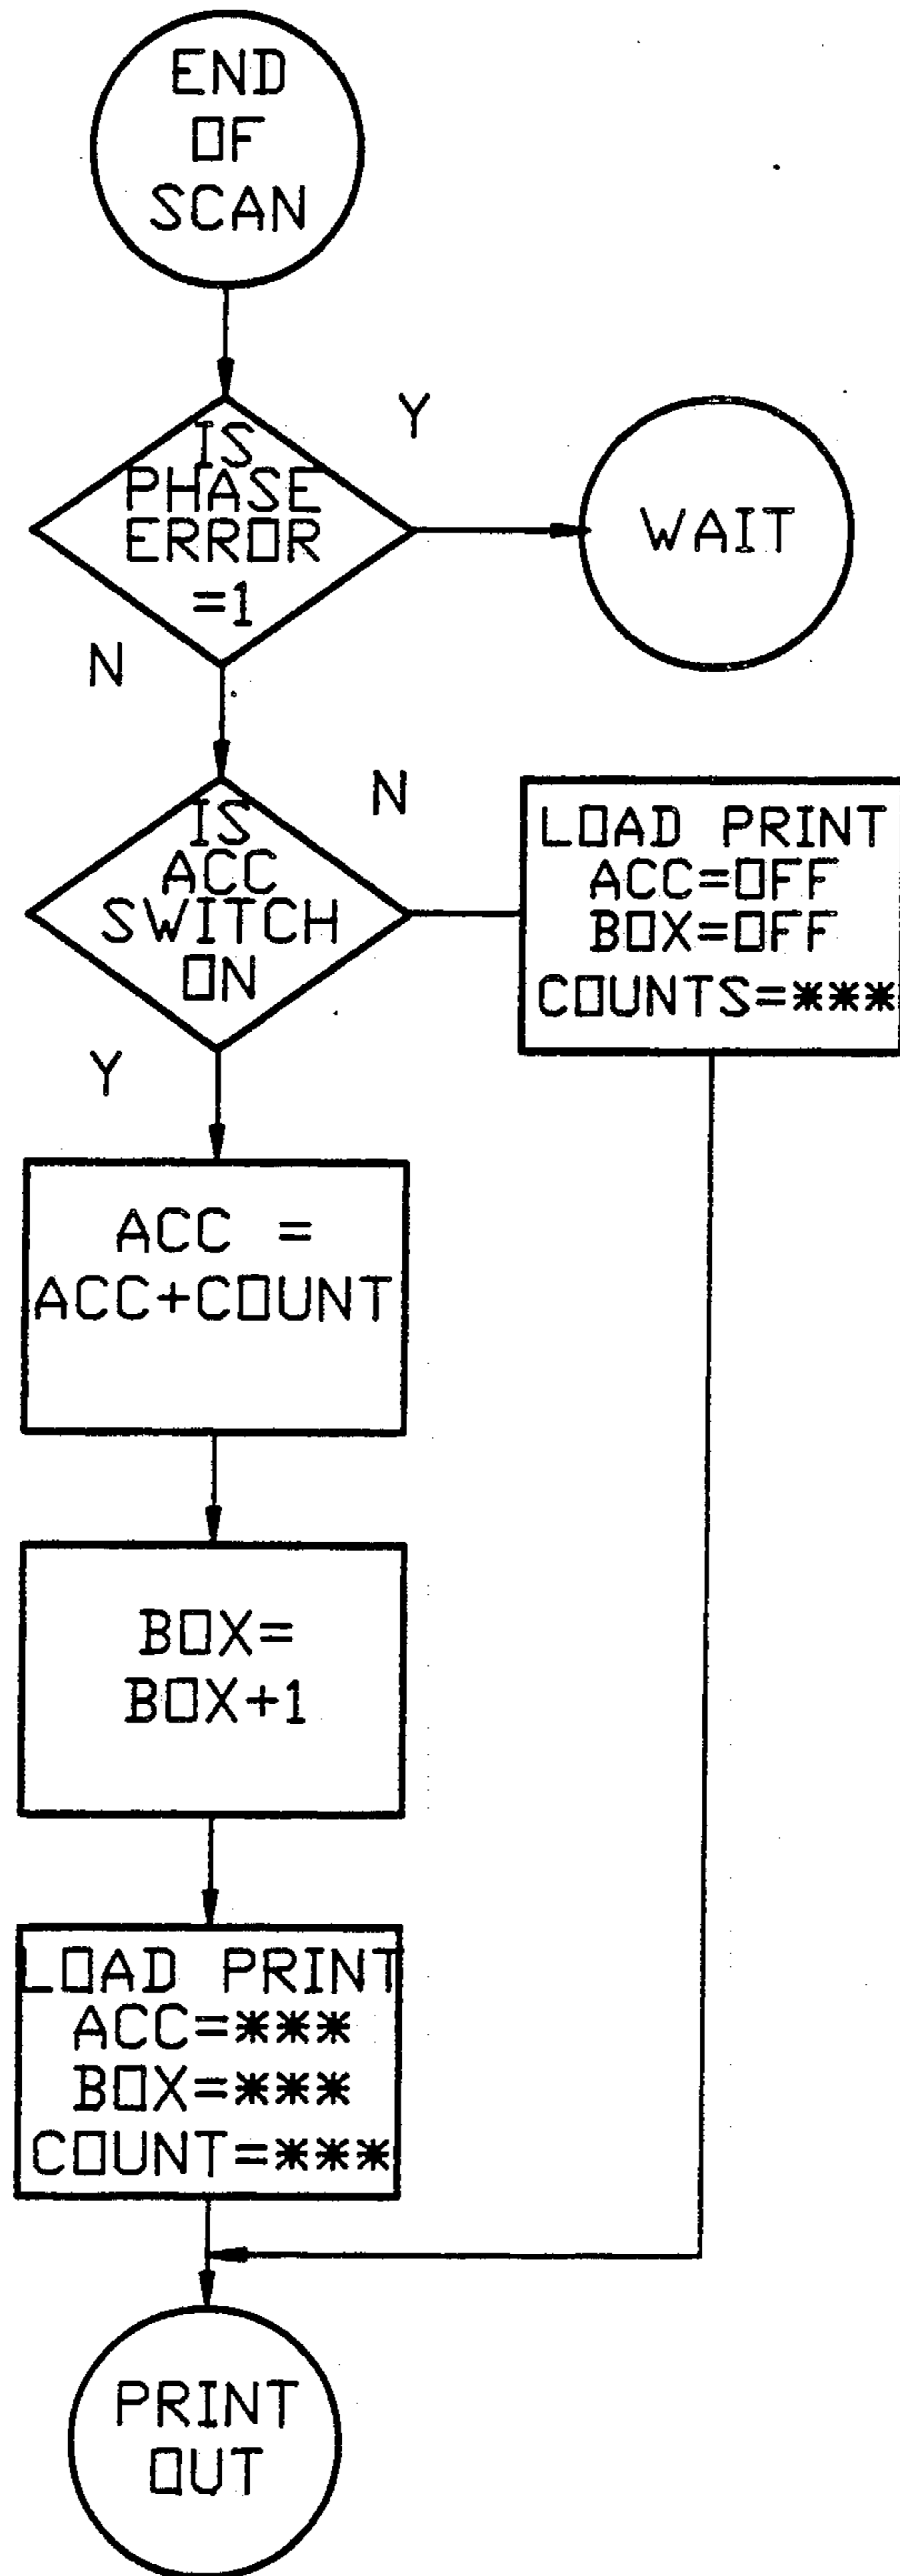 END
OF
SCAN
Y
IS
PHASE
ERROR
=1
WAIT
N
N
IS
ACC
SWITCH
ON
LOAD PRINT
ACC=OFF
BOX=OFF
COUNTS=***
Y
ACC =
ACC+COUNT
BOX=
BOX+1
LOAD PRINT
ACC=***
BOX=***
COUNT=***
PRINT
OUT